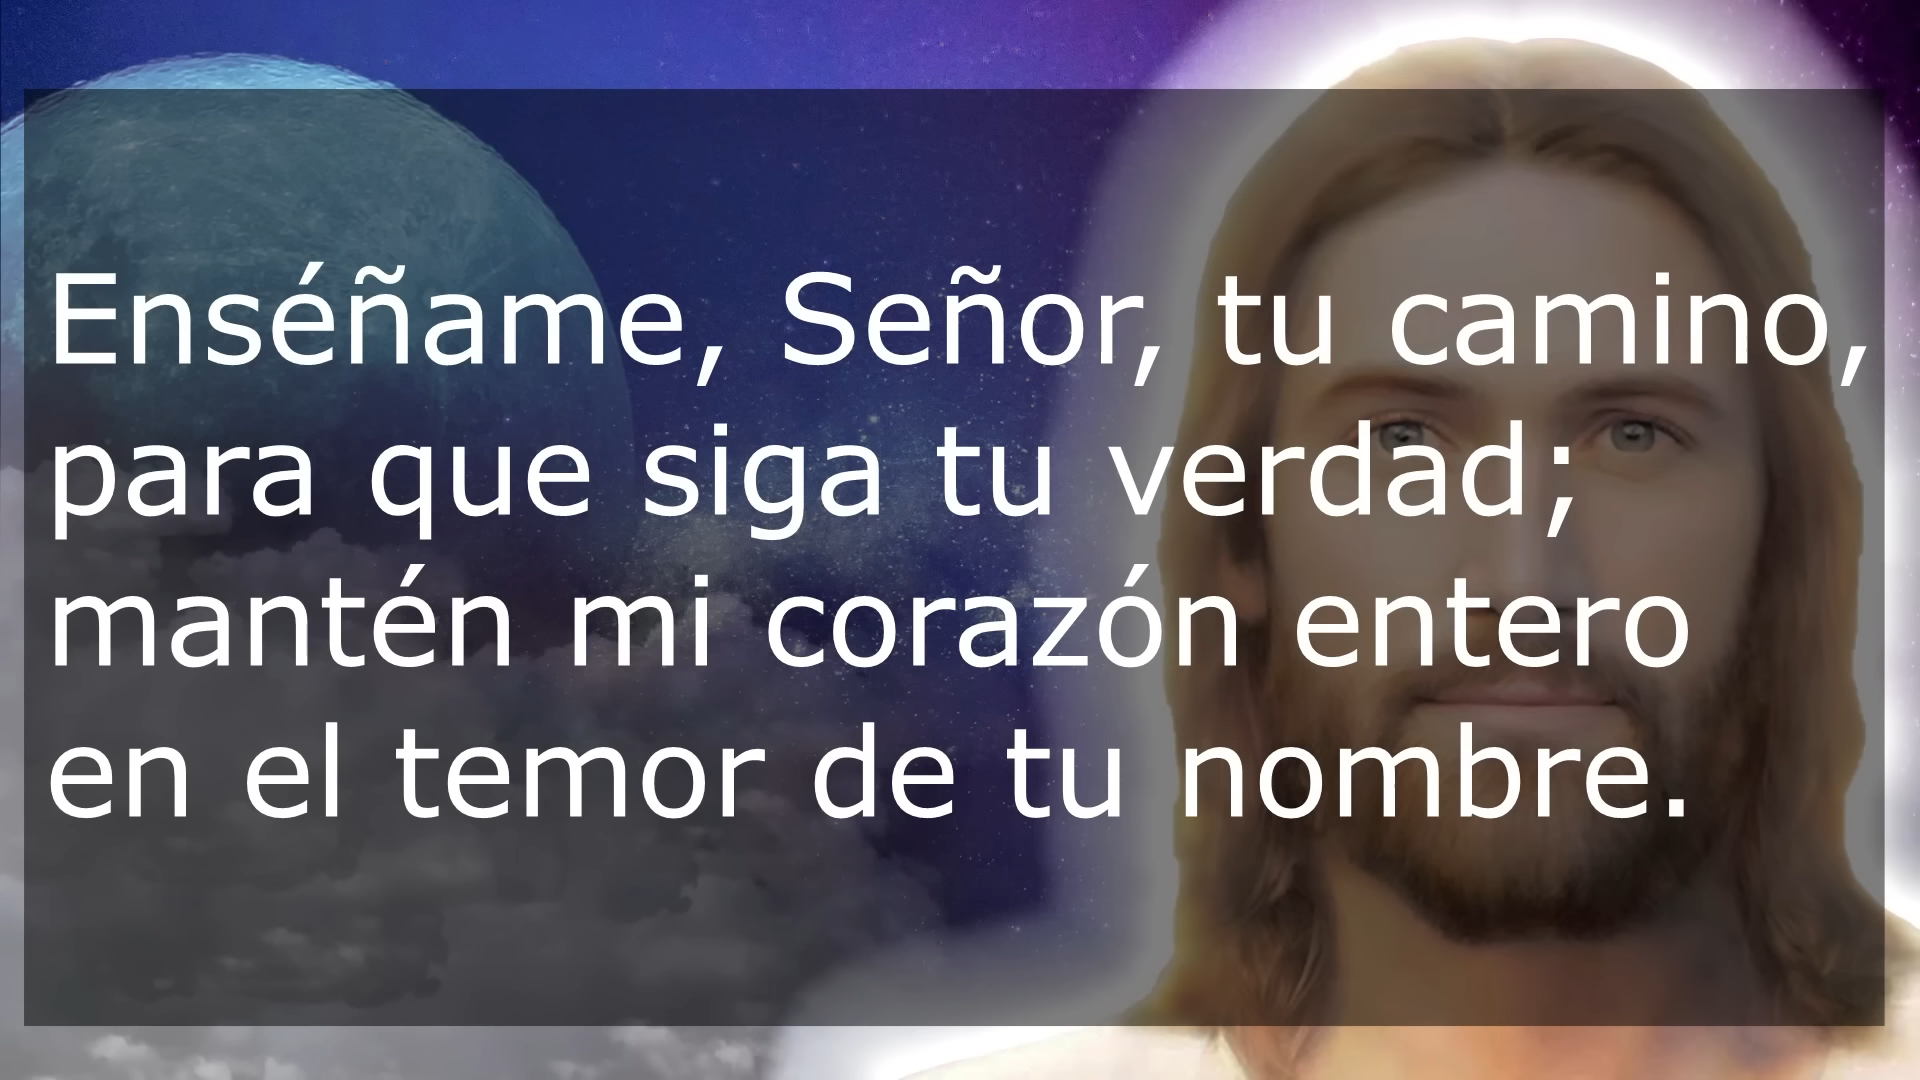 Enséñame, Señor, tu camino,
para que siga tu verdad;
mantén mi corazón entero
en el temor de tu nombre.